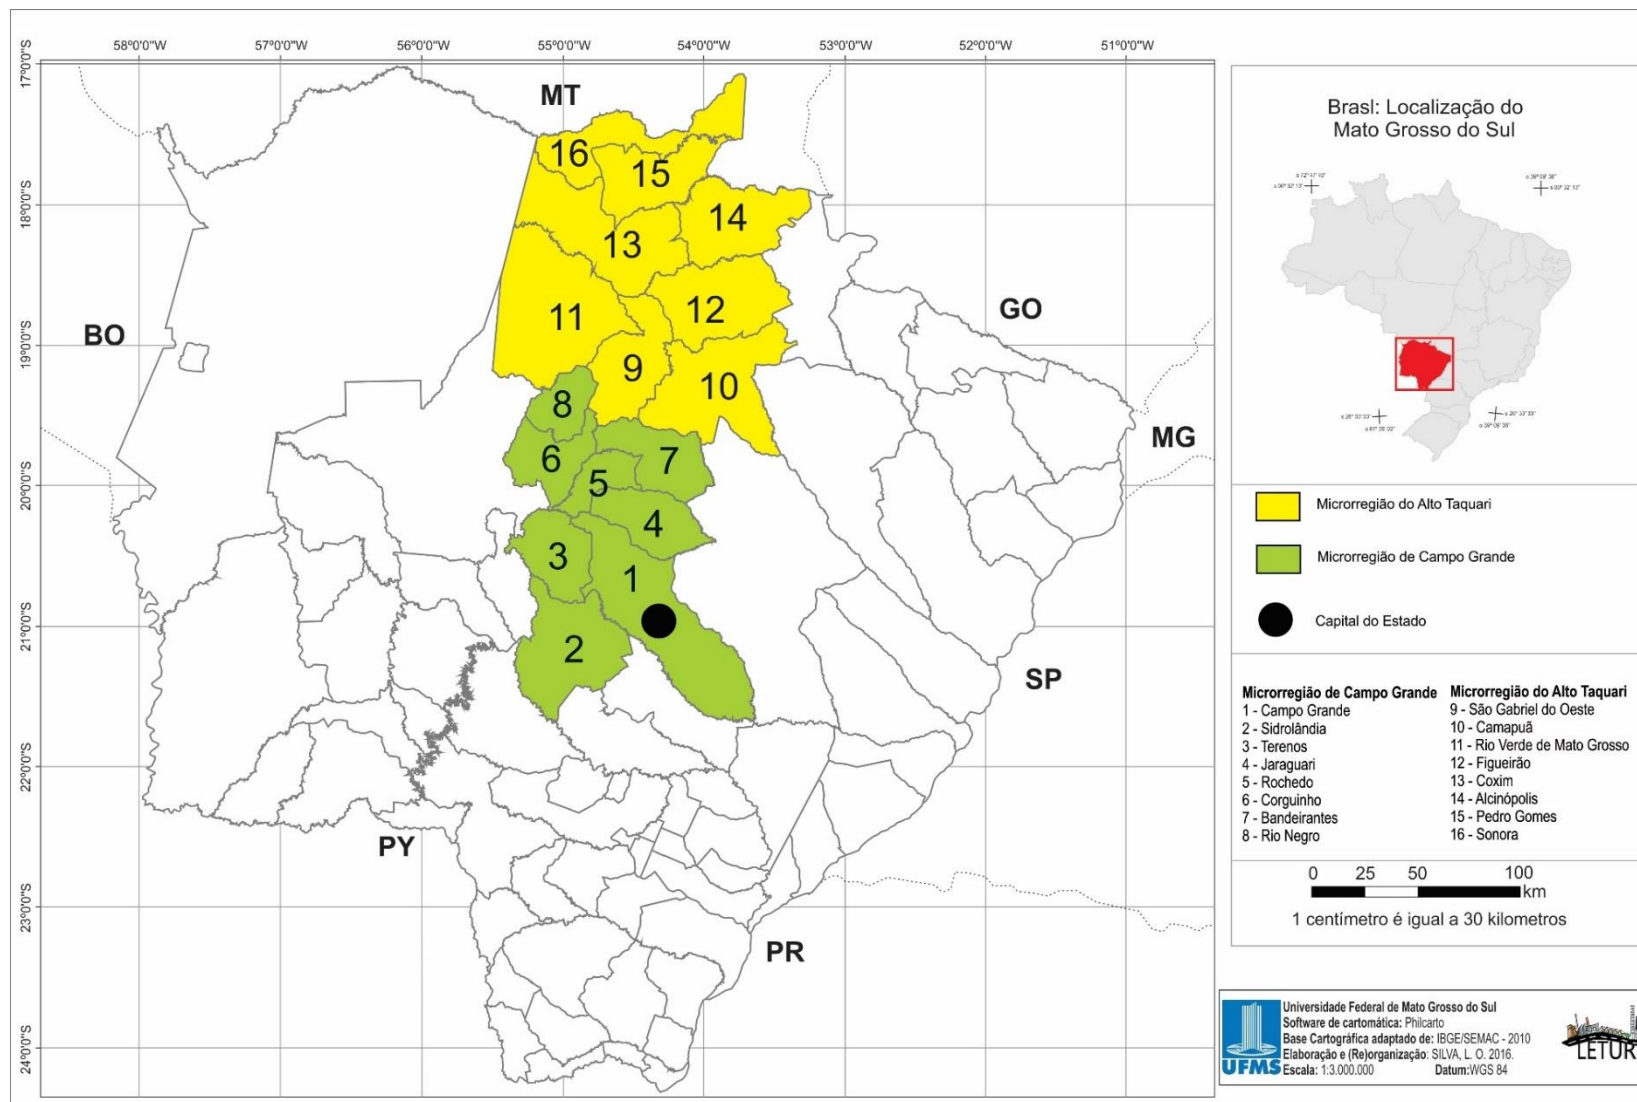 58°0'0"W 57°0'0"W 56°0'0"W 55°0'0"W 54°0'0"W 53°0'0"W 52°0'0"W 51°0'0"W
17°0'0"S
18°0'0"S
19°0'0"S
20°0'0"S
21°0'0"S
22°0'0"S
23°0'0"S
24°0'0"S
MT
16
15
14
13
11
12
GO
BO
9
10
8
MG
6
7
5
4
3
1
2
SP
PY
PR
Brasl: Localização do
Mato Grosso do Sul
Microrregião do Alto Taquari
Microrregião de Campo Grande
Capital do Estado
Microrregião de Campo Grande
1 - Campo Grande
2 - Sidrolândia
3 - Terenos
4 - Jaraguari
5 - Rochedo
6 - Corguinho
7 - Bandeirantes
8 - Rio Negro
Microrregião do Alto Taquari
9 - São Gabriel do Oeste
10 - Camapuã
11 - Rio Verde de Mato Grosso
12 - Figueirão
13 - Coxim
14 - Alcinópolis
15 - Pedro Gomes
16 - Sonora
0 25 50 100
km
1 centímetro é igual a 30 kilometros
UFMS
Universidade Federal de Mato Grosso do Sul
Software de cartomática: Philcarto
Base Cartográfica adaptado de: IBGE/SEMAC - 2010
Elaboração e (Re)organização: SILVA, L. O. 2016.
Escala: 1:3.000.000 Datum:WGS 84
LETUR